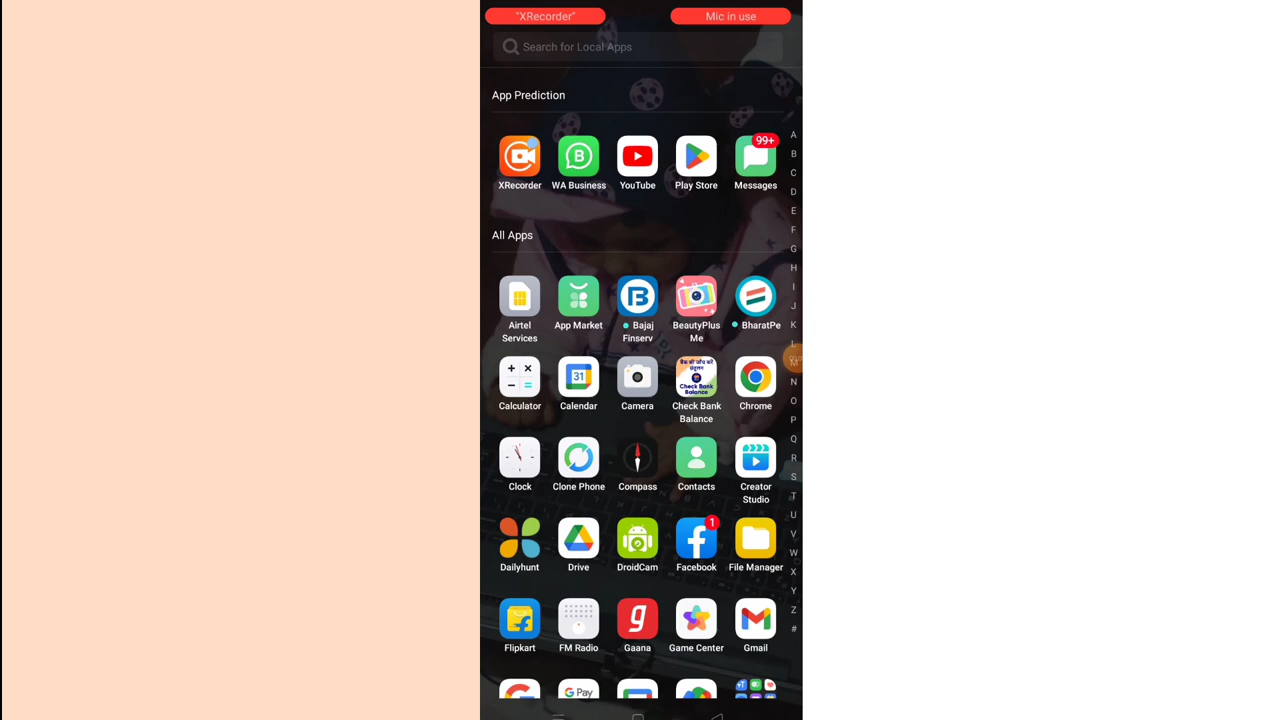 "XRecorder" Mic in use
Search for Local Apps
App Prediction
99+
XRecorder WA Business YouTube Play Store Messages
All Apps
Airtel Services
App Market
Bajaj Finserv
BeautyPlus Me
BharatPe
31
Check Bank Balance
Calculator Calendar Camera
Check Bank Balance
Chrome
Clock Clone Phone Compass Contacts
Creator Studio
1
Dailyhunt Drive DroidCam Facebook File Manager
Flipkart FM Radio Gaana Game Center Gmail
G Pay
A
B
C
D
E
F
G
H
I
J
K
L
M
N
O
P
Q
R
S
T
U
V
W
X
Y
Z
#